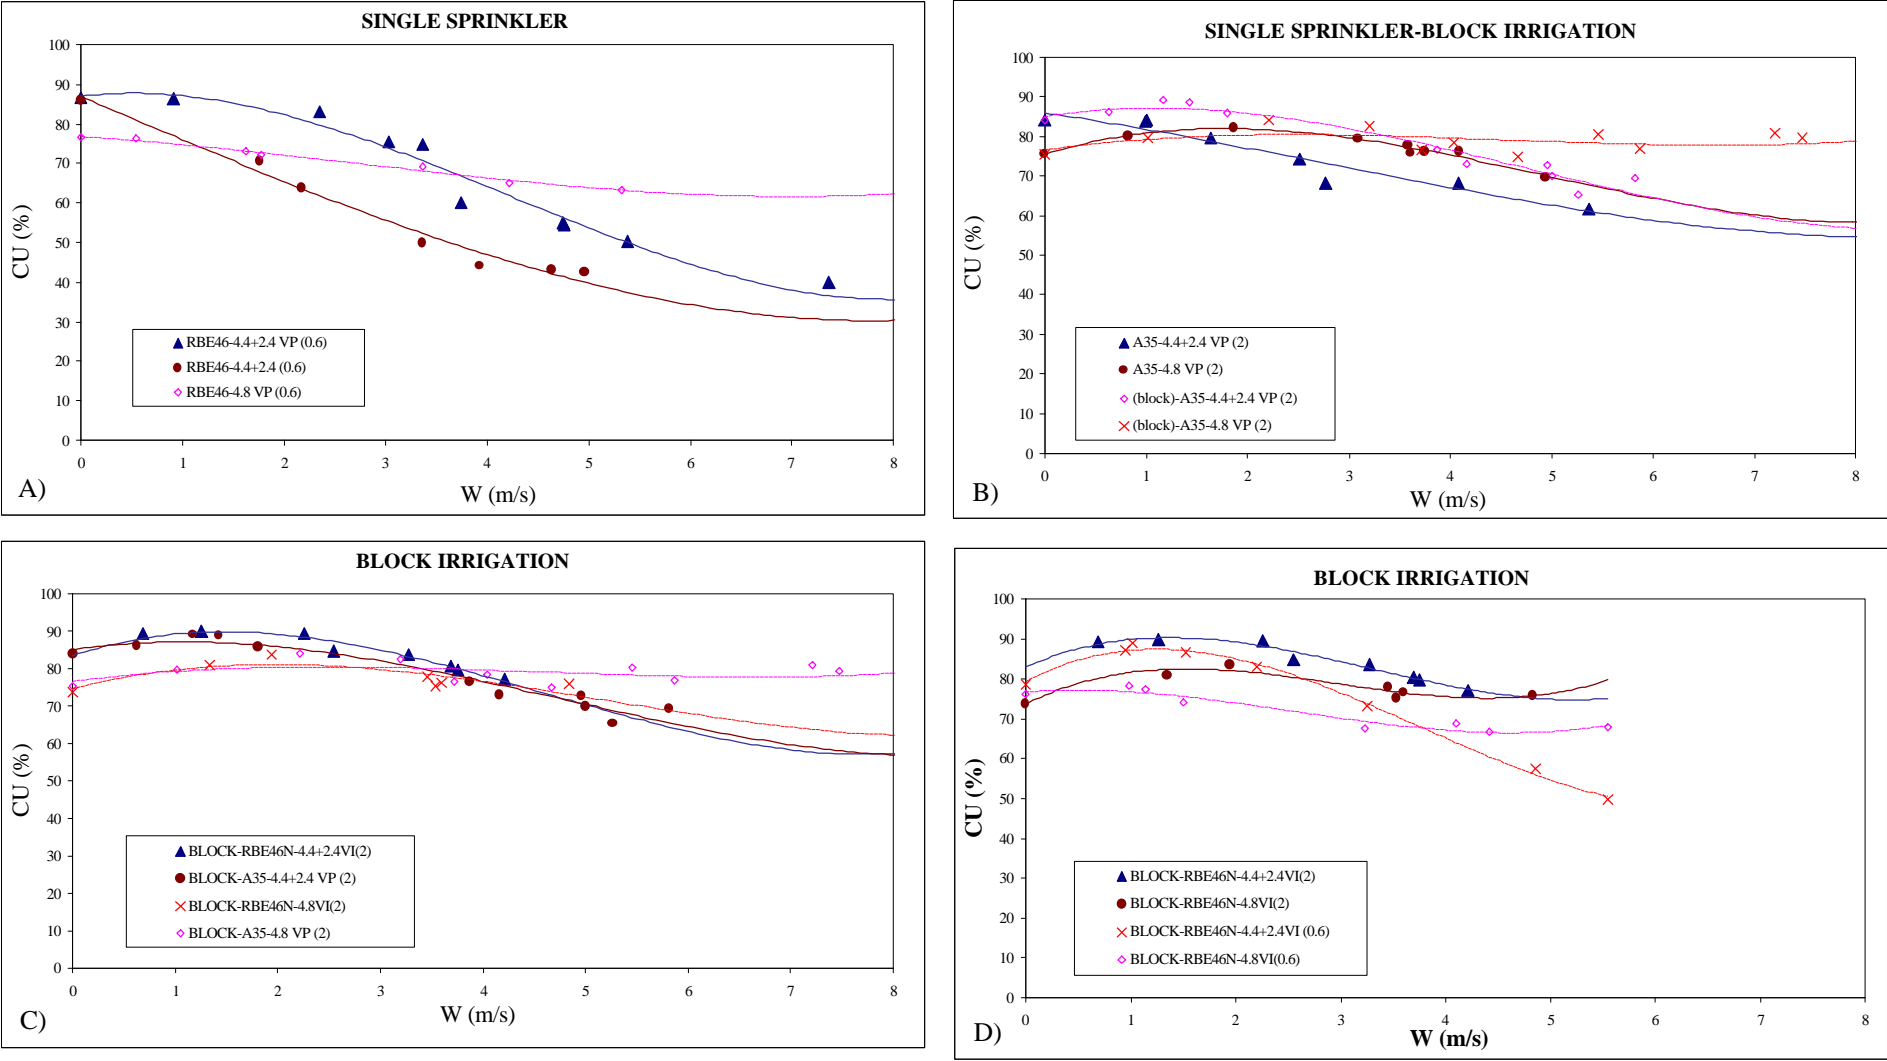 SINGLE SPRINKLER
CU (%)
100
90
80
70
60
50
40
30
20
10
0
RBE46-4.4+2.4 VP (0.6)
RBE46-4.4+2.4 (0.6)
RBE46-4.8 VP (0.6)
0 1 2 3 4 5 6 7 8
W (m/s)
A)
SINGLE SPRINKLER-BLOCK IRRIGATION
CU (%)
100
90
80
70
60
50
40
30
20
10
0
A35-4.4+2.4 VP (2)
A35-4.8 VP (2)
(block)-A35-4.4+2.4 VP (2)
(block)-A35-4.8 VP (2)
0 1 2 3 4 5 6 7 8
W (m/s)
B)
BLOCK IRRIGATION
CU (%)
100
90
80
70
60
50
40
30
20
10
0
BLOCK-RBE46N-4.4+2.4VI(2)
BLOCK-A35-4.4+2.4 VP (2)
BLOCK-RBE46N-4.8VI(2)
BLOCK-A35-4.8 VP (2)
0 1 2 3 4 5 6 7 8
W (m/s)
C)
BLOCK IRRIGATION
CU (%)
100
90
80
70
60
50
40
30
20
10
0
BLOCK-RBE46N-4.4+2.4VI(2)
BLOCK-RBE46N-4.8VI(2)
BLOCK-RBE46N-4.4+2.4VI (0.6)
BLOCK-RBE46N-4.8VI(0.6)
0 1 2 3 4 5 6 7 8
W (m/s)
D)